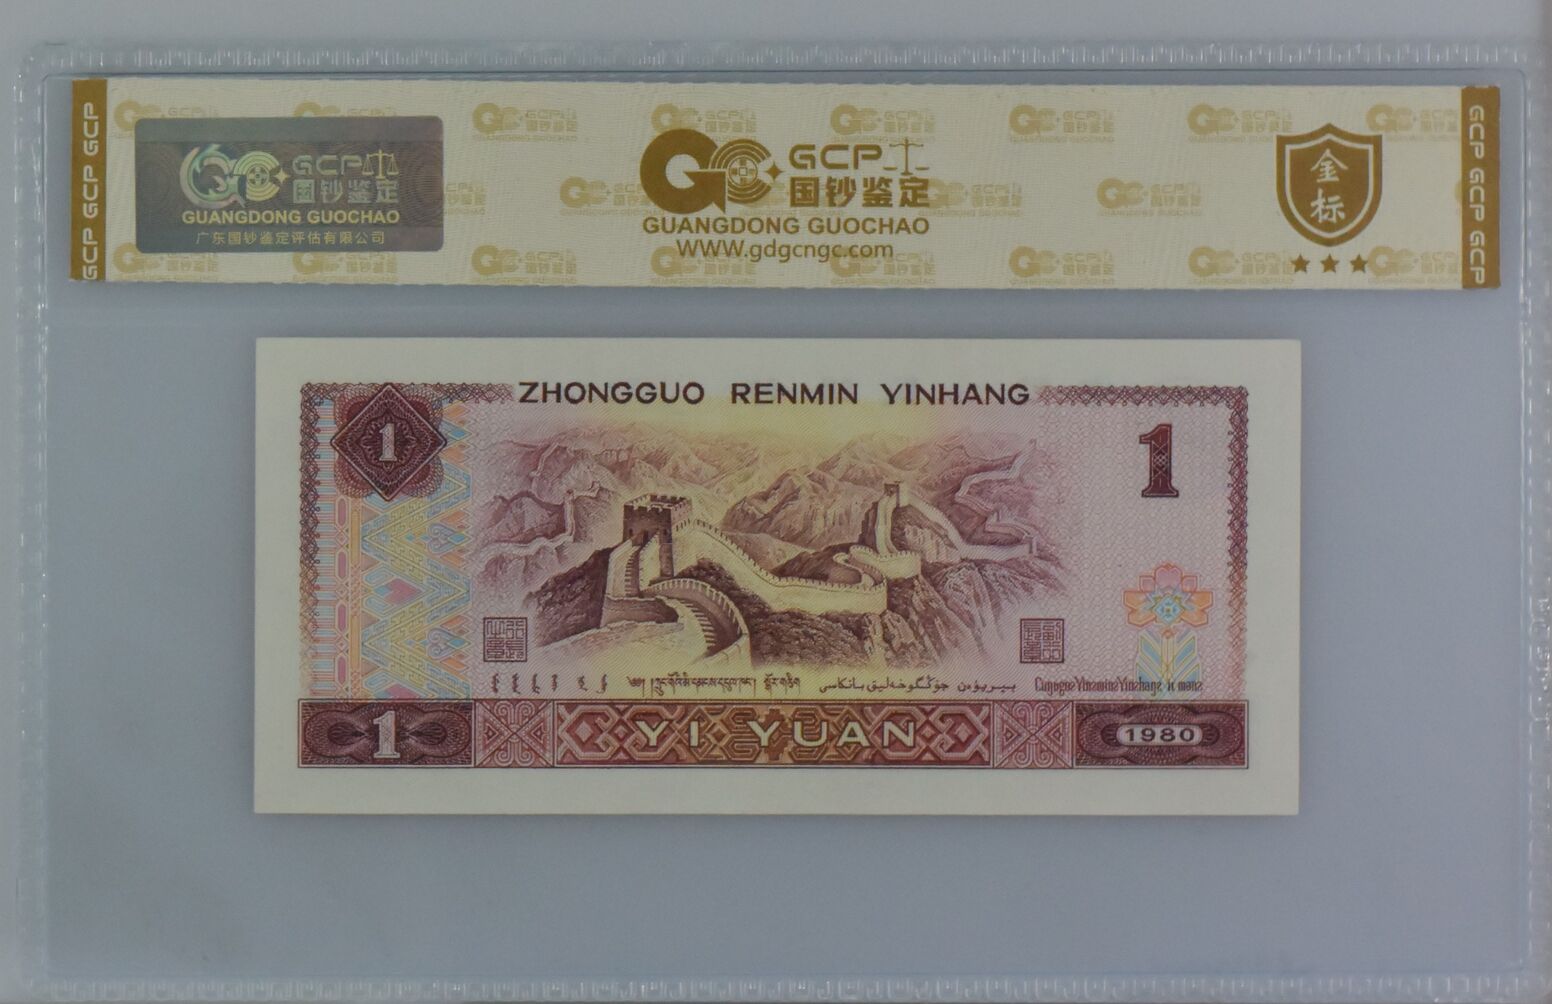 GCP GCP GCP
GCP
国钞鉴定
GUANGDONG GUOCHAO
广东国钞鉴定评估有限公司
GCP
国钞鉴定
GUANGDONG GUOCHAO
WWW.gdgcngc.com
金标
GCP GCP GCP
ZHONGGUO RENMIN YINHANG
1
1
1
YI YUAN
1980